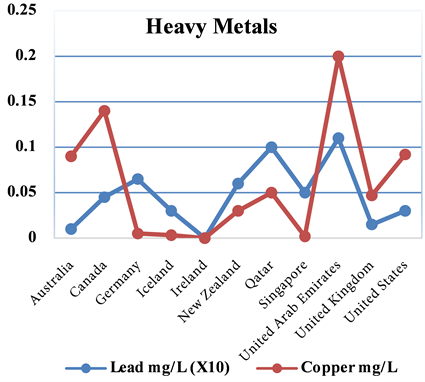 Heavy Metals
0.25
0.2
0.15
0.1
0.05
0
Australia
Canada
Germany
Iceland
Ireland
New Zealand
Qatar
Singapore
United Arab Emirates
United Kingdom
United States
Lead mg/L (X10)
Copper mg/L